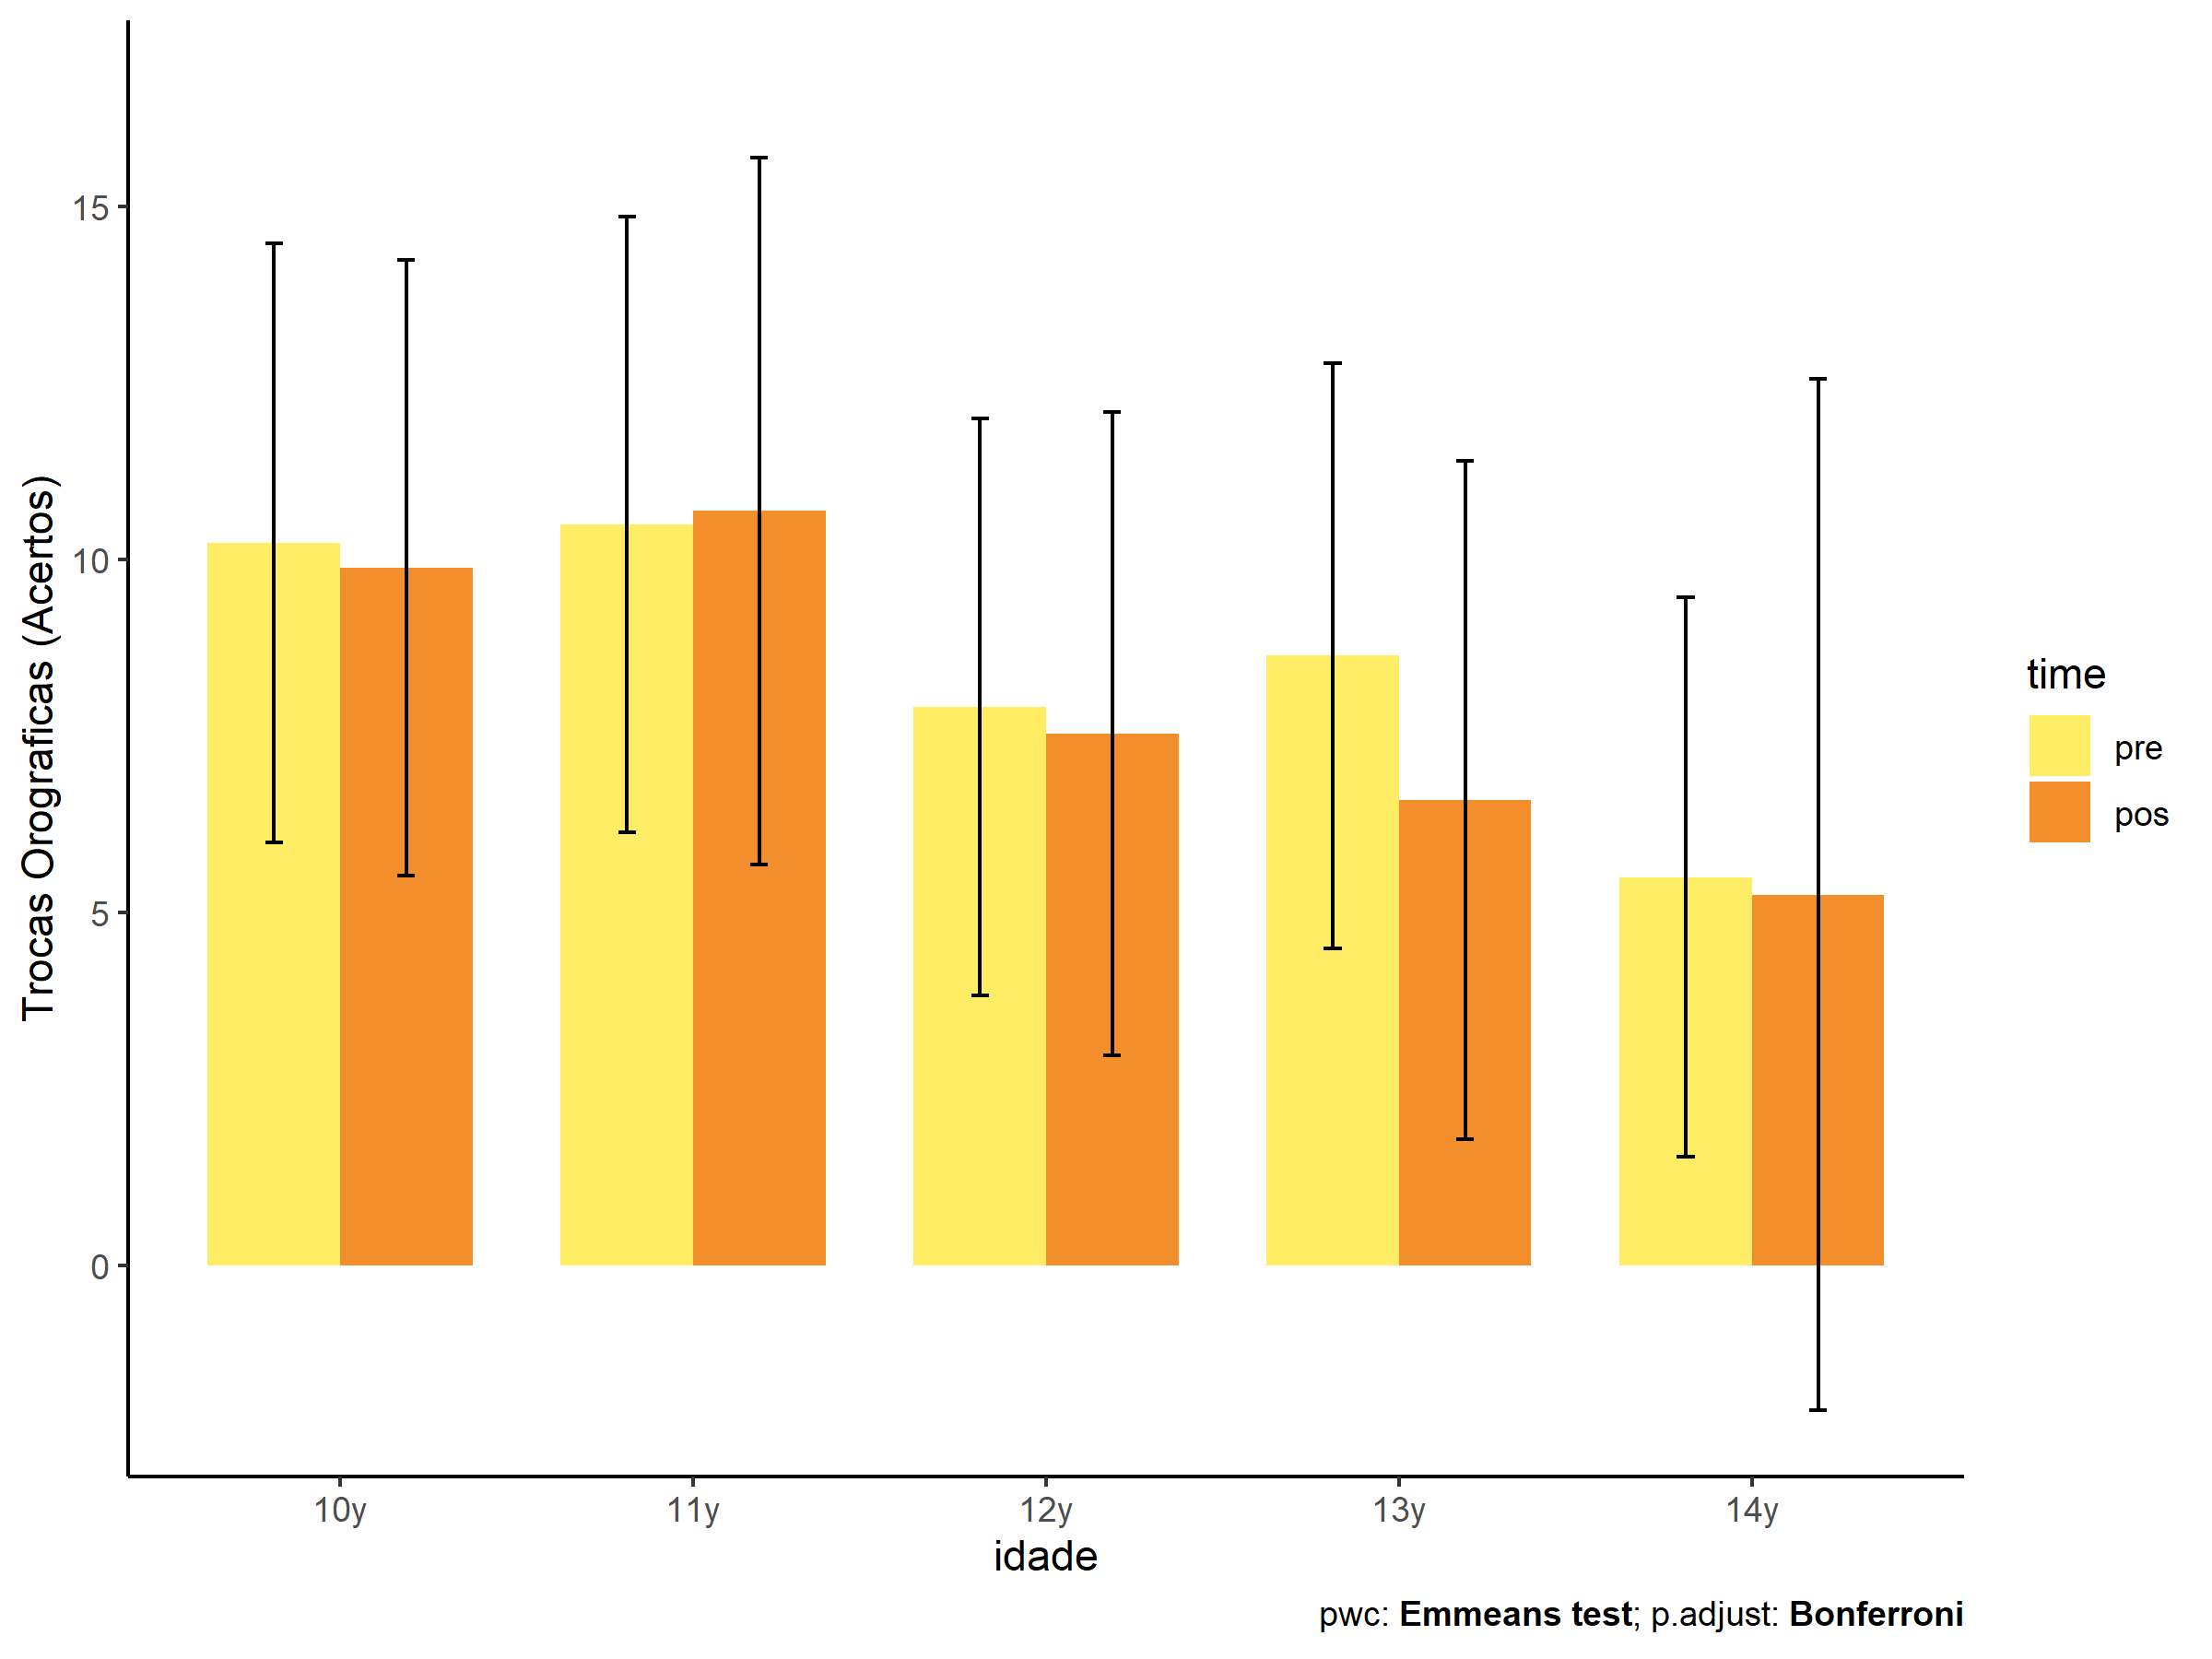 Trocas Orograficas (Acertos)
15
10
5
0
10y
11y
12y
13y
14y
idade
time
pre
pos
pwc: Emmeans test; p.adjust: Bonferroni